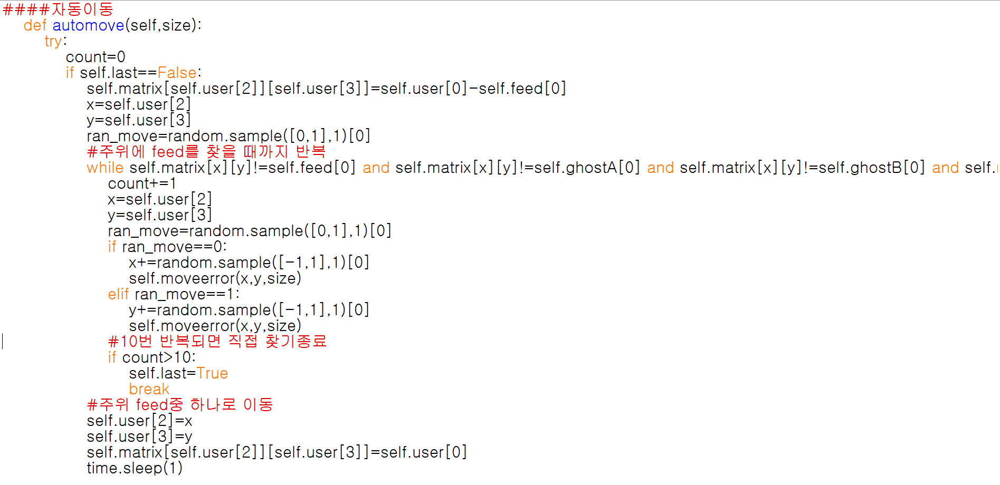 ####자동이동
    def automove(self,size):
        try:
            count=0
            if self.last==False:
                self.matrix[self.user[2]][self.user[3]]=self.user[0]-self.feed[0]
                x=self.user[2]
                y=self.user[3]
                ran_move=random.sample([0,1],1)[0]
                #주위에 feed를 찾을 때까지 반복
                while self.matrix[x][y]!=self.feed[0] and self.matrix[x][y]!=self.ghostA[0] and self.matrix[x][y]!=self.ghostB[0] and self.
                    count+=1
                    x=self.user[2]
                    y=self.user[3]
                    ran_move=random.sample([0,1],1)[0]
                    if ran_move==0:
                        x+=random.sample([-1,1],1)[0]
                        self.moveerror(x,y,size)
                    elif ran_move==1:
                        y+=random.sample([-1,1],1)[0]
                        self.moveerror(x,y,size)
                    #10번 반복되면 직접 찾기종료
                    if count>10:
                        self.last=True
                        break
                #주위 feed중 하나로 이동
                self.user[2]=x
                self.user[3]=y
                self.matrix[self.user[2]][self.user[3]]=self.user[0]
                time.sleep(1)